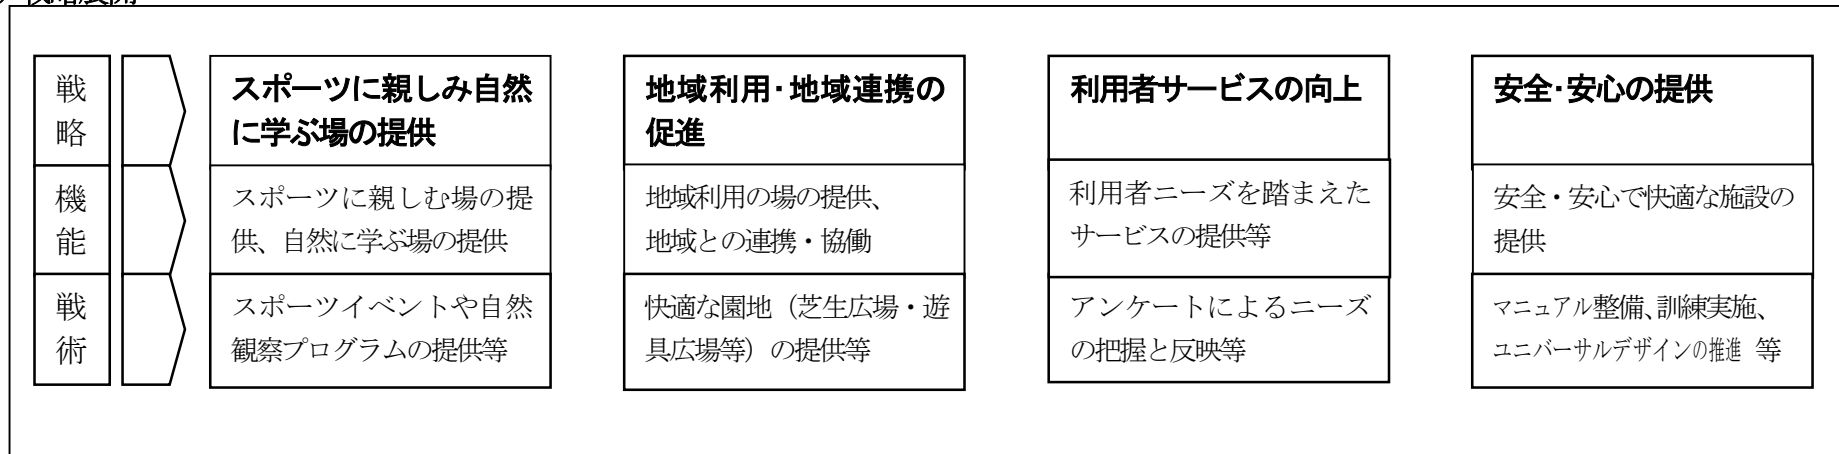 戦略
スポーツに親しみ自然
に学ぶ場の提供
地域利用・地域連携の
促進
利用者サービスの向上
安全・安心の提供
機能
スポーツに親しむ場の提
供、自然に学ぶ場の提供
地域利用の場の提供、
地域との連携・協働
利用者ニーズを踏まえた
サービスの提供等
安全・安心で快適な施設の
提供
戦術
スポーツイベントや自然
観察プログラムの提供等
快適な園地（芝生広場・遊
具広場等）の提供等
アンケートによるニーズ
の把握と反映等
マニュアル整備、訓練実施、
ユニバーサルデザインの推進 等